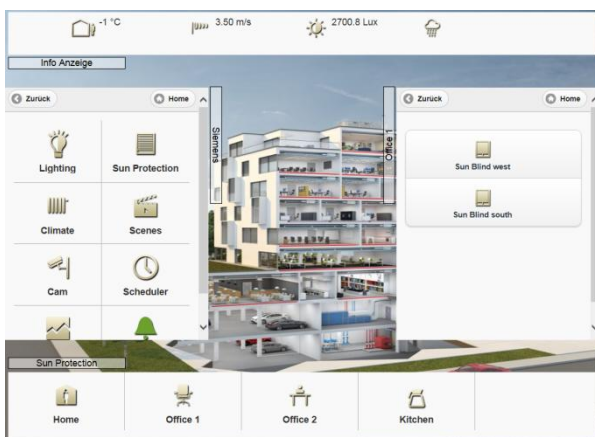 -1 °C
3.50 m/s
2700.8 Lux
Info Anzeige
Zurück
Home
Lighting
Sun Protection
Climate
Scenes
Cam
Scheduler
Siemens
Office 1
Zurück
Home
Sun Blind west
Sun Blind south
Sun Protection
Home
Office 1
Office 2
Kitchen